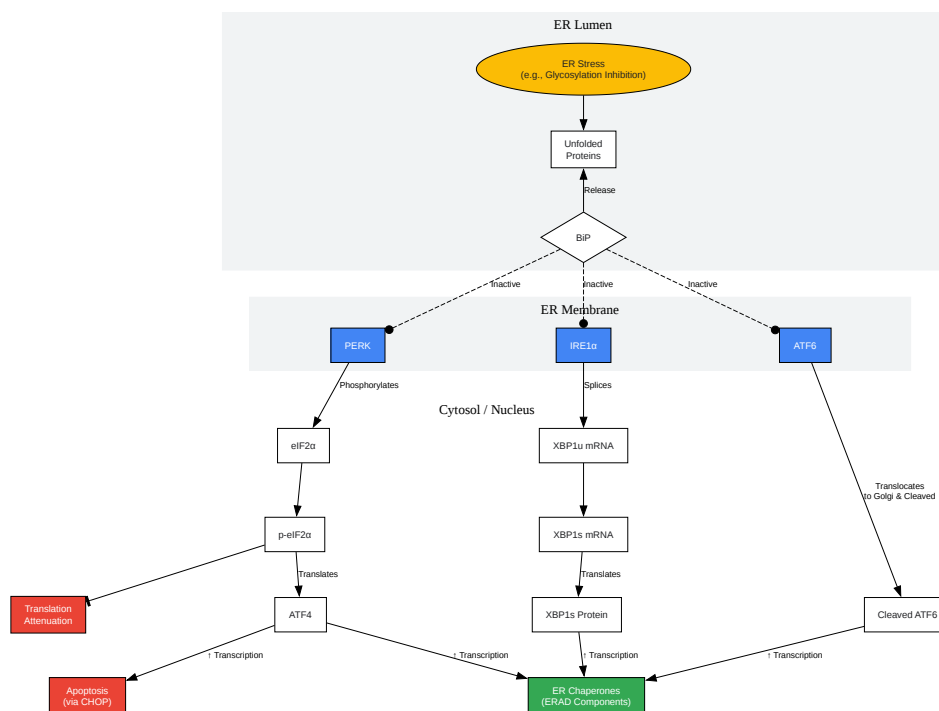 ER Lumen
ER Stress
(e.g., Glycosylation Inhibition)
Unfolded
Proteins
Release
BiP
Inactive
Inactive
Inactive
ER Membrane
PERK
IRE1α
ATF6
Phosphorylates
Splices
Cytosol / Nucleus
eIF2α
XBP1u mRNA
Translocates
to Golgi & Cleaved
p-eIF2α
XBP1s mRNA
Translates
Translates
Translation
Attenuation
ATF4
XBP1s Protein
Cleaved ATF6
↑ Transcription
↑ Transcription
↑ Transcription
↑ Transcription
Apoptosis
(via CHOP)
ER Chaperones
(ERAD Components)